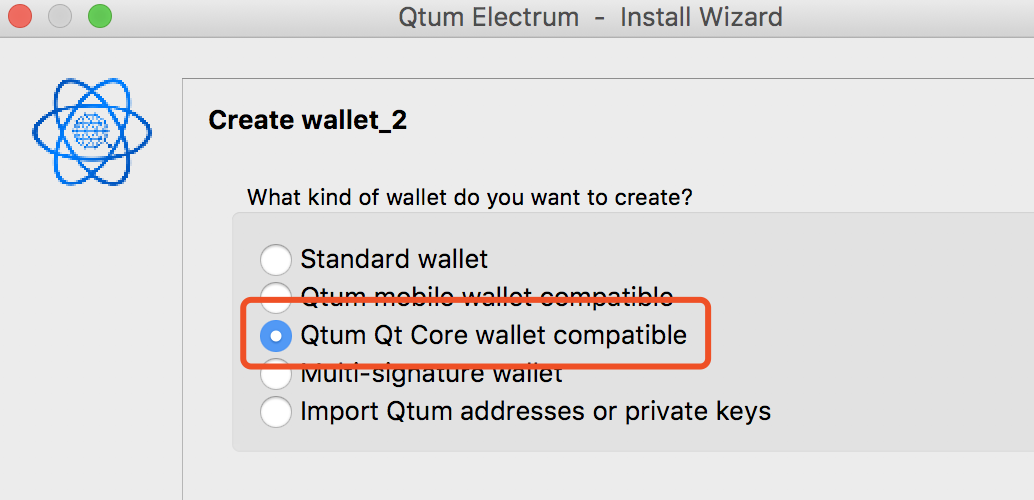 Qtum Electrum - Install Wizard
Create wallet_2
What kind of wallet do you want to create?
Standard wallet
Qtum mobile wallet compatible
Qtum Qt Core wallet compatible
Multi-signature wallet
Import Qtum addresses or private keys